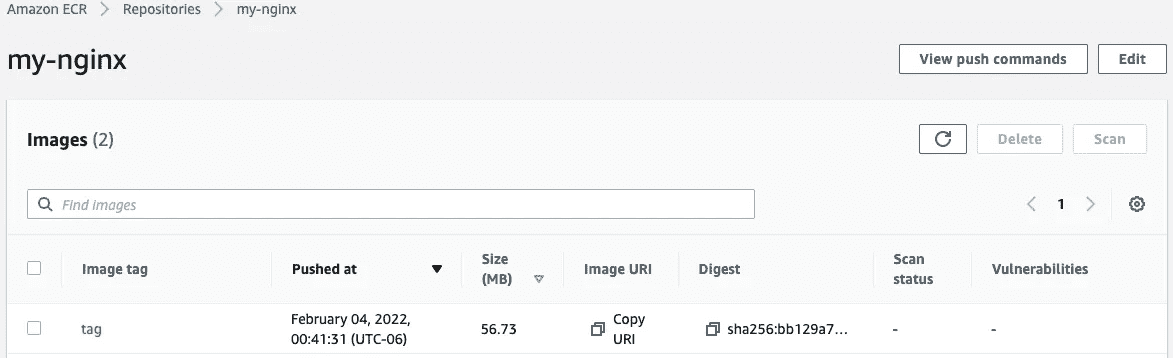 Amazon ECR > Repositories > my-nginx
my-nginx
View push commands
Edit
Images (2)
Delete
Scan
Find images
1
Image tag
Pushed at
Size
(MB)
Image URI
Digest
Scan
status
Vulnerabilities
tag
February 04, 2022,
00:41:31 (UTC-06)
56.73
Copy
URI
sha256:bb129a7...
-
-